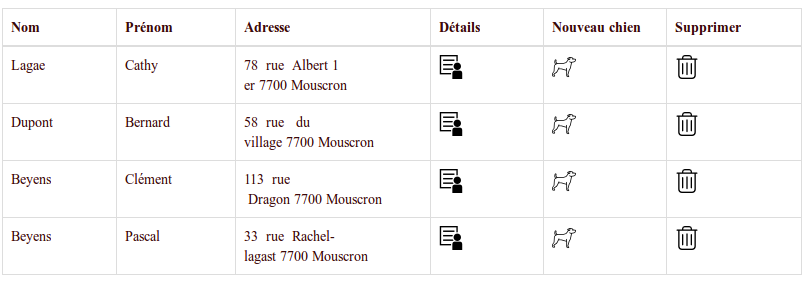 Nom Prénom Adresse Détails Nouveau chien Supprimer
Lagae Cathy 78 rue Albert 1
er 7700 Mouscron
Dupont Bernard 58 rue du
village 7700 Mouscron
Beyens Clément 113 rue
Dragon 7700 Mouscron
Beyens Pascal 33 rue Rachel-
lagast 7700 Mouscron